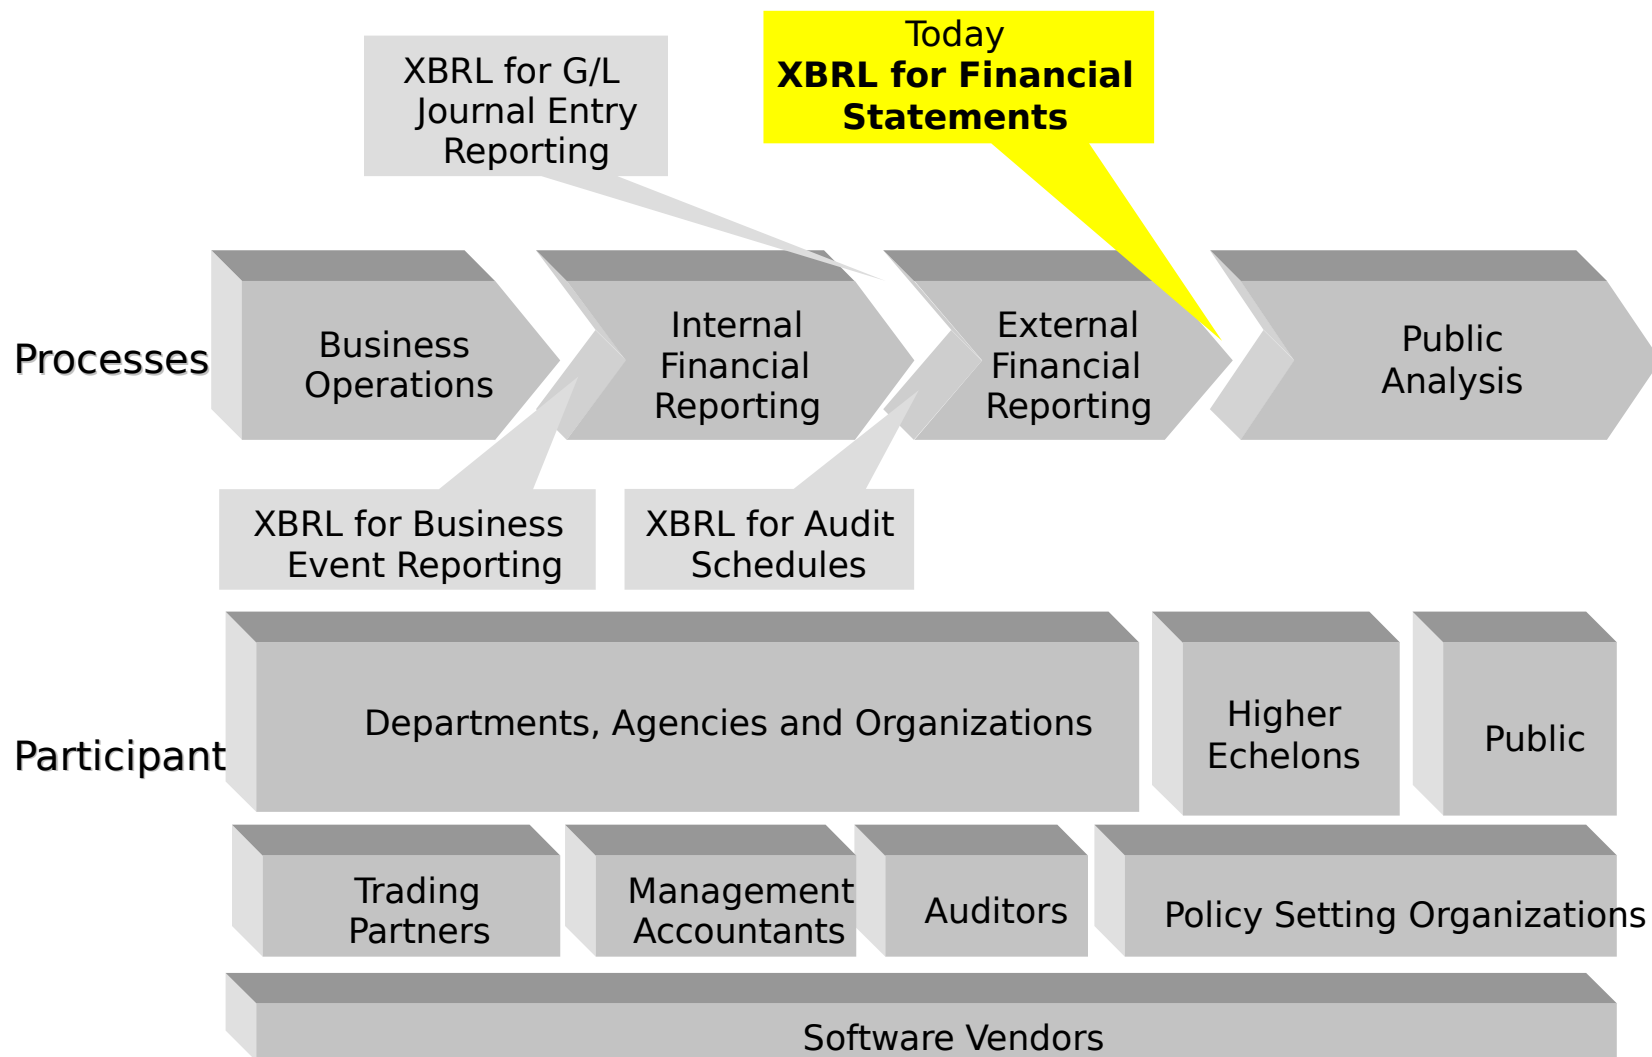 Today
XBRL for Financial
Statements
XBRL for G/L
Journal Entry
Reporting
Processes
Business
Operations
Internal
Financial
Reporting
External
Financial
Reporting
Public
Analysis
XBRL for Business
Event Reporting
XBRL for Audit
Schedules
Participant
Departments, Agencies and Organizations
Higher
Echelons
Public
Trading
Partners
Management
Accountants
Auditors
Policy Setting Organizations
Software Vendors